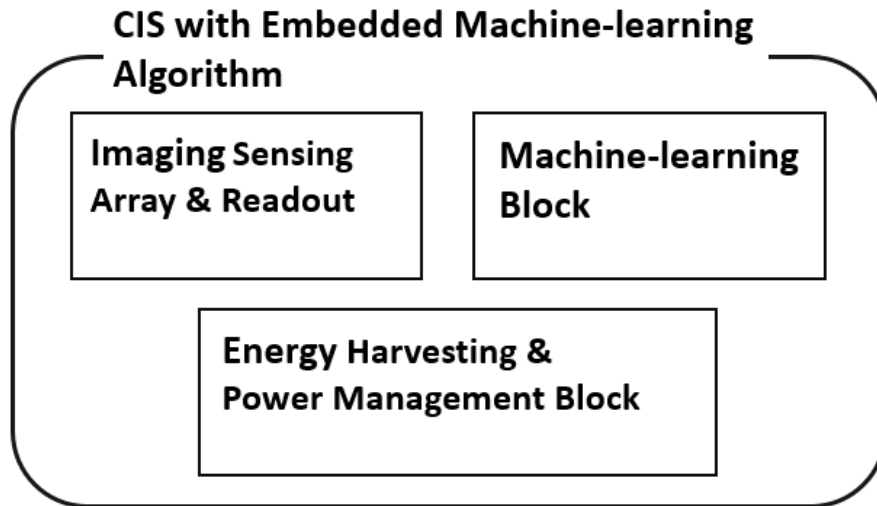 CIS with Embedded Machine-learning
Algorithm
Imaging Sensing
Array & Readout
Machine-learning
Block
Energy Harvesting &
Power Management Block